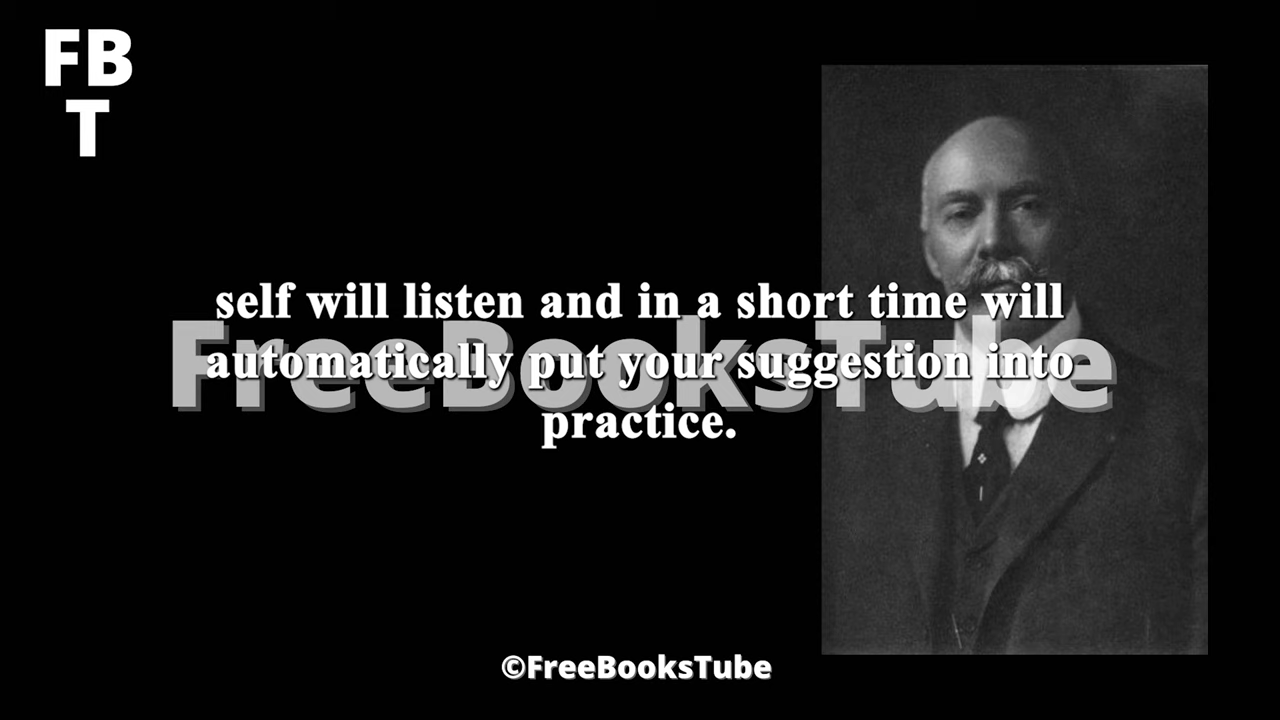 FB
T
self will listen and in a short time will
automatically put your suggestion into
practice.
FreeBooksTube
©FreeBooksTube